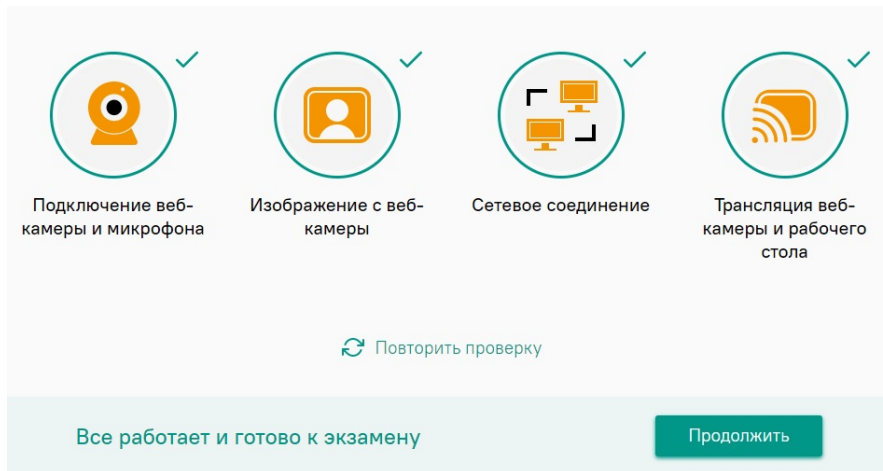 Подключение веб-
камеры и микрофона
Изображение с веб-
камеры
Сетевое соединение
Трансляция веб-
камеры и рабочего
стола
Повторить проверку
Все работает и готово к экзамену
Продолжить